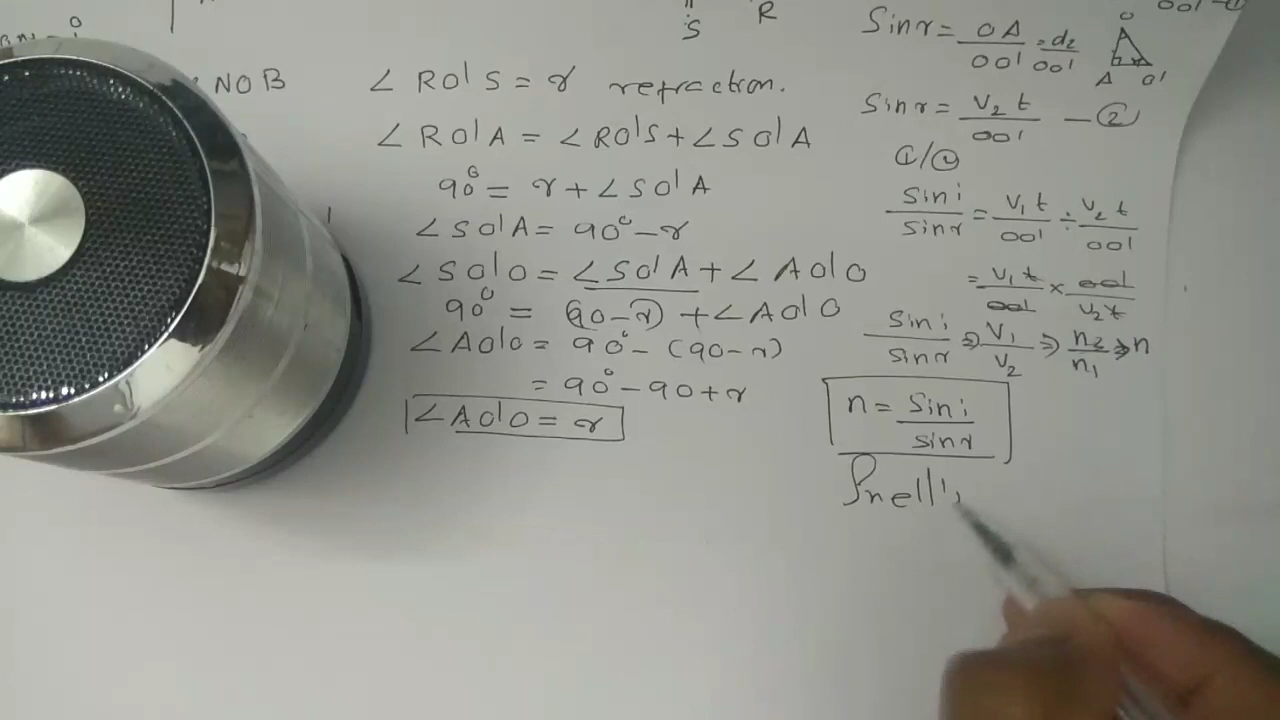 S R
NOB
∠RO'S = r refraction.
∠RO'A = ∠RO'S + ∠SO'A
90° = r + ∠SO'A
∠SO'A = 90° - r
∠SO'O = ∠SO'A + ∠AO'O
90° = (90 - r) + ∠AO'O
∠AO'O = 90° - (90 - r)
= 90° - 90 + r
∠AO'O = r
OO' - ①
Sin r = OA/OO' = d2/OO'
O
A O'
Sin r = V2 t/OO' - ②
①/②
Sin i/Sin r = V1 t/OO' ÷ V2 t/OO'
= V1 t/OO' × OO'/V2 t
Sin i/Sin r ⇒ V1/V2 ⇒ n2/n1 ⇒ n
n = Sin i/Sin r
Snell's